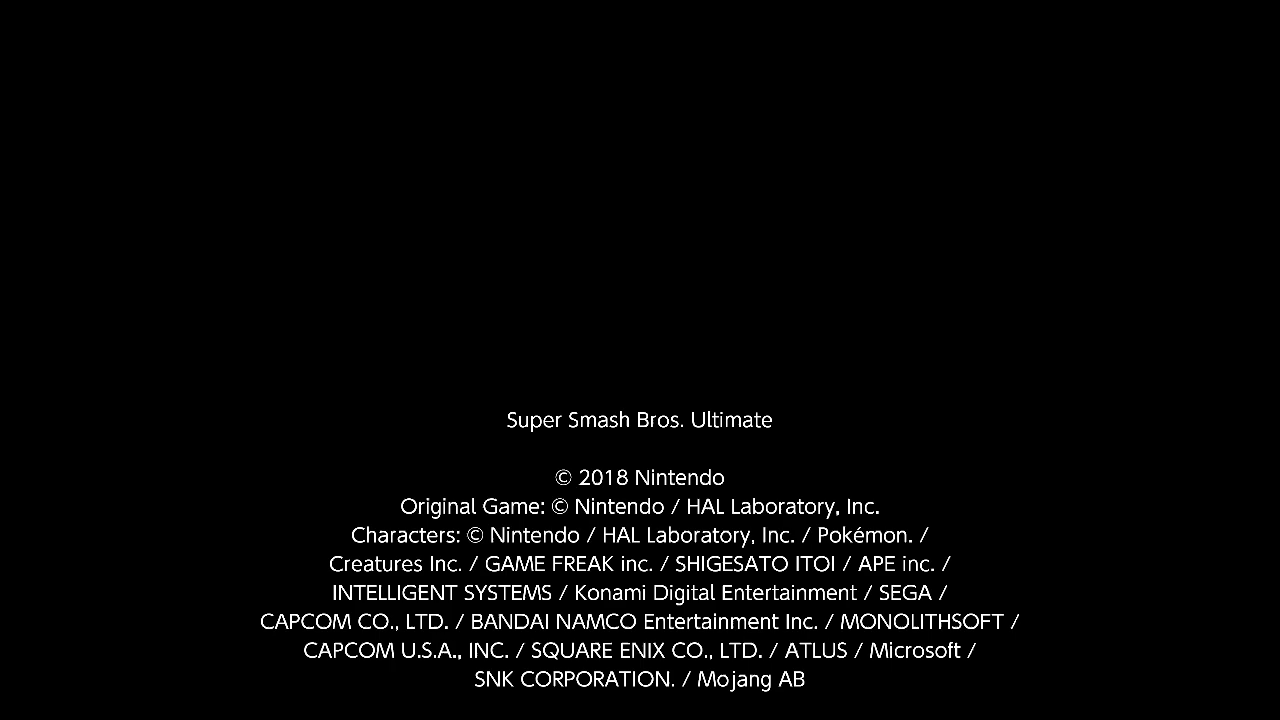 Super Smash Bros. Ultimate
© 2018 Nintendo
Original Game: © Nintendo / HAL Laboratory, Inc.
Characters: © Nintendo / HAL Laboratory, Inc. / Pokémon. /
Creatures Inc. / GAME FREAK inc. / SHIGESATO ITOI / APE inc. /
INTELLIGENT SYSTEMS / Konami Digital Entertainment / SEGA /
CAPCOM CO., LTD. / BANDAI NAMCO Entertainment Inc. / MONOLITHSOFT /
CAPCOM U.S.A., INC. / SQUARE ENIX CO., LTD. / ATLUS / Microsoft /
SNK CORPORATION. / Mojang AB